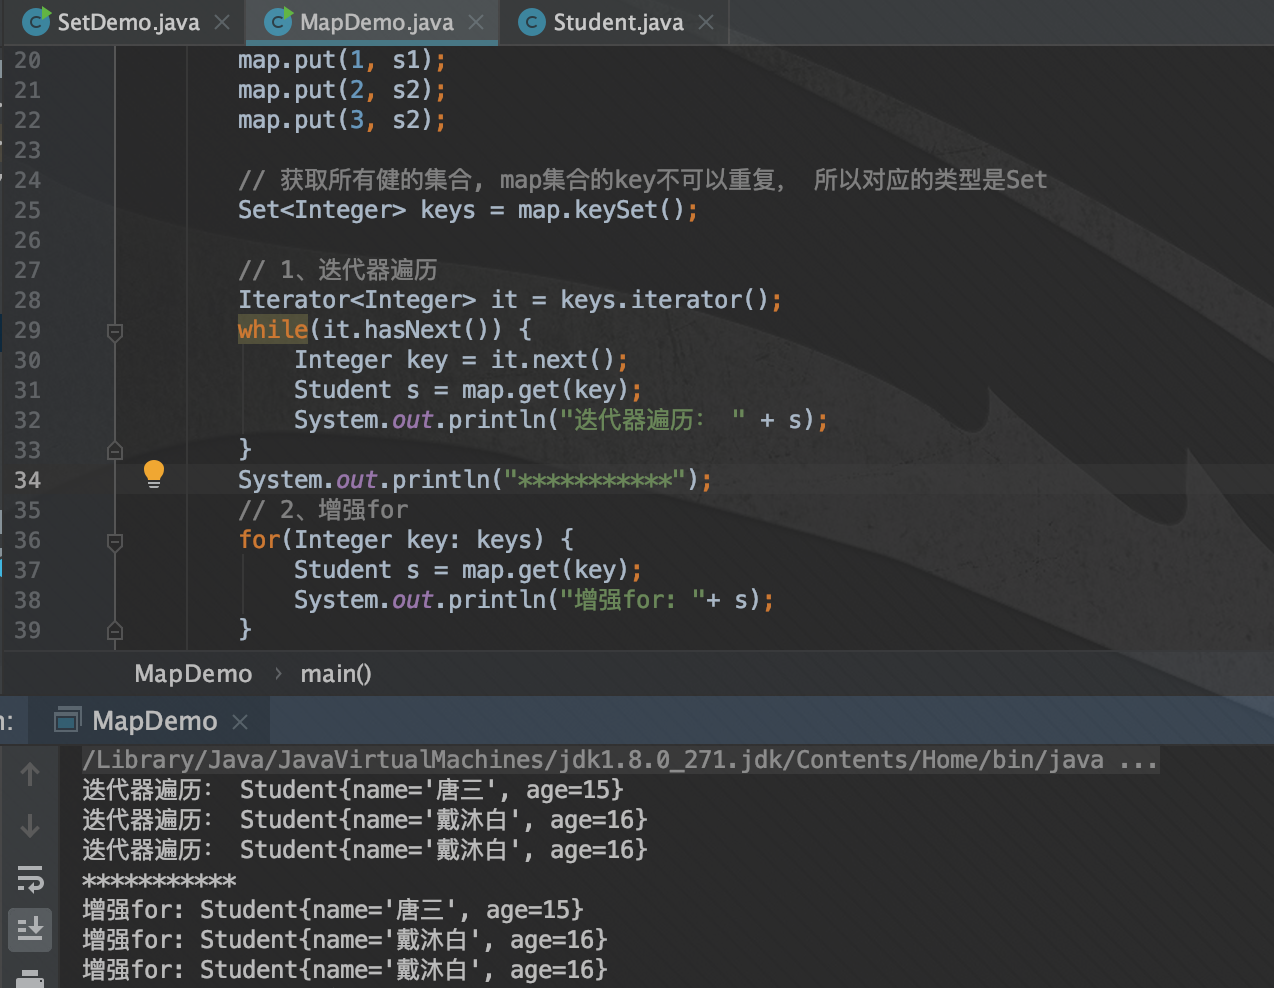 SetDemo.java MapDemo.java Student.java
20 map.put(1, s1);
21 map.put(2, s2);
22 map.put(3, s2);
23
24 // 获取所有健的集合, map集合的key不可以重复, 所以对应的类型是Set
25 Set<Integer> keys = map.keySet();
26
27 // 1、迭代器遍历
28 Iterator<Integer> it = keys.iterator();
29 while(it.hasNext()) {
30 Integer key = it.next();
31 Student s = map.get(key);
32 System.out.println("迭代器遍历: " + s);
33 }
34 System.out.println("***********");
35 // 2、增强for
36 for(Integer key: keys) {
37 Student s = map.get(key);
38 System.out.println("增强for: "+ s);
39 }
MapDemo › main()
MapDemo
/Library/Java/JavaVirtualMachines/jdk1.8.0_271.jdk/Contents/Home/bin/java ...
迭代器遍历: Student{name='唐三', age=15}
迭代器遍历: Student{name='戴沐白', age=16}
迭代器遍历: Student{name='戴沐白', age=16}
***********
增强for: Student{name='唐三', age=15}
增强for: Student{name='戴沐白', age=16}
增强for: Student{name='戴沐白', age=16}